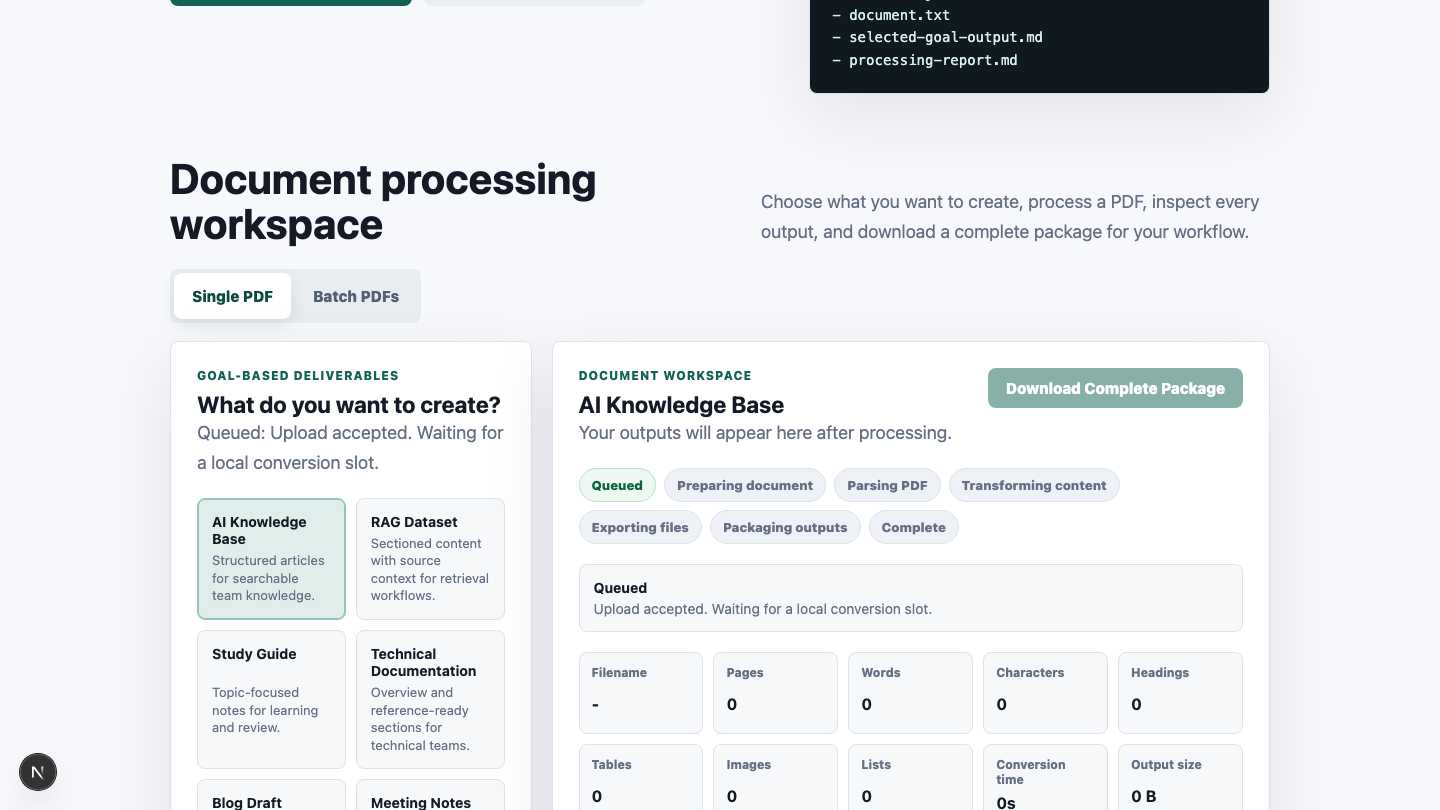 – document.txt
– selected-goal-output.md
– processing-report.md
Document processing
workspace
Choose what you want to create, process a PDF, inspect every
output, and download a complete package for your workflow.
Single PDF
Batch PDFs
GOAL-BASED DELIVERABLES
What do you want to create?
Queued: Upload accepted. Waiting for
a local conversion slot.
AI Knowledge
Base
Structured articles
for searchable
team knowledge.
RAG Dataset
Sectioned content
with source
context for retrieval
workflows.
Study Guide
Topic-focused
notes for learning
and review.
Technical
Documentation
Overview and
reference-ready
sections for
technical teams.
Blog Draft
Meeting Notes
DOCUMENT WORKSPACE
AI Knowledge Base
Your outputs will appear here after processing.
Download Complete Package
Queued
Preparing document
Parsing PDF
Transforming content
Exporting files
Packaging outputs
Complete
Queued
Upload accepted. Waiting for a local conversion slot.
Filename
-
Pages
0
Words
0
Characters
0
Headings
0
Tables
0
Images
0
Lists
0
Conversion
time
0s
Output size
0 B
N